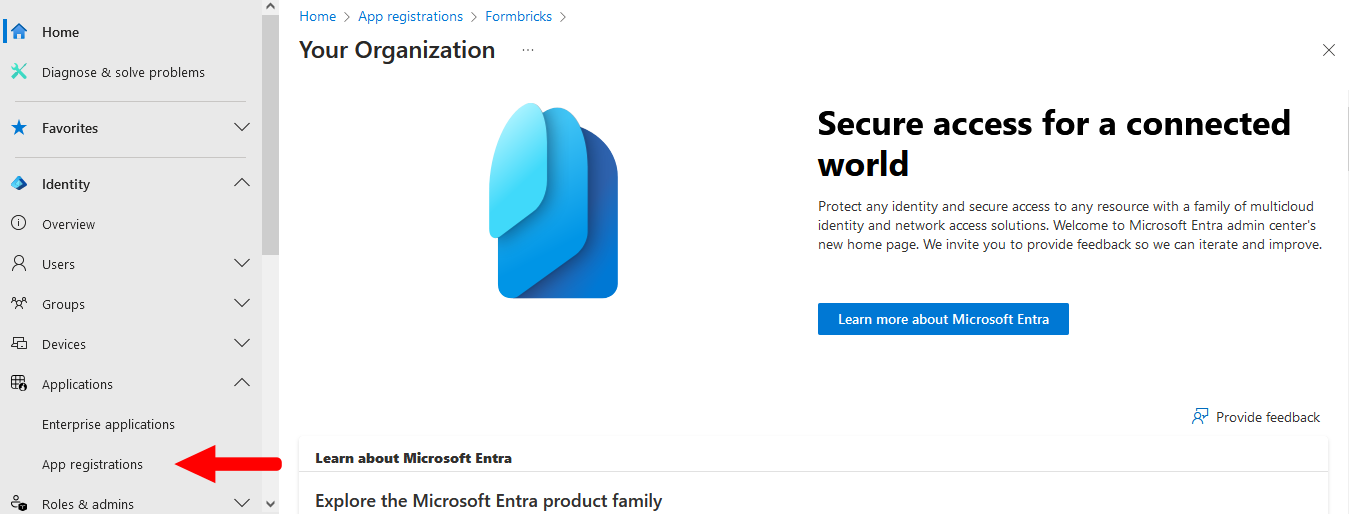 Home
Diagnose & solve problems
Favorites
Identity
Overview
Users
Groups
Devices
Applications
Enterprise applications
App registrations
Roles & admins
Home > App registrations > Formbricks >
Your Organization ...
Secure access for a connected
world
Protect any identity and secure access to any resource with a family of multicloud
identity and network access solutions. Welcome to Microsoft Entra admin center's
new home page. We invite you to provide feedback so we can iterate and improve.
Learn more about Microsoft Entra
Provide feedback
Learn about Microsoft Entra
Explore the Microsoft Entra product family